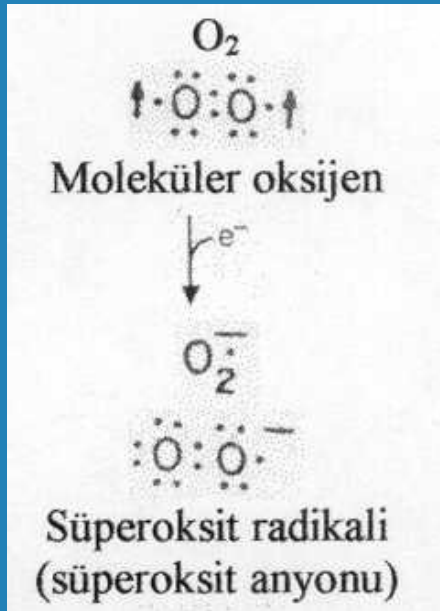 O₂
·O:O·
Moleküler oksijen
e⁻
O₂·⁻
:O:O·⁻
Süperoksit radikali
(süperoksit anyonu)